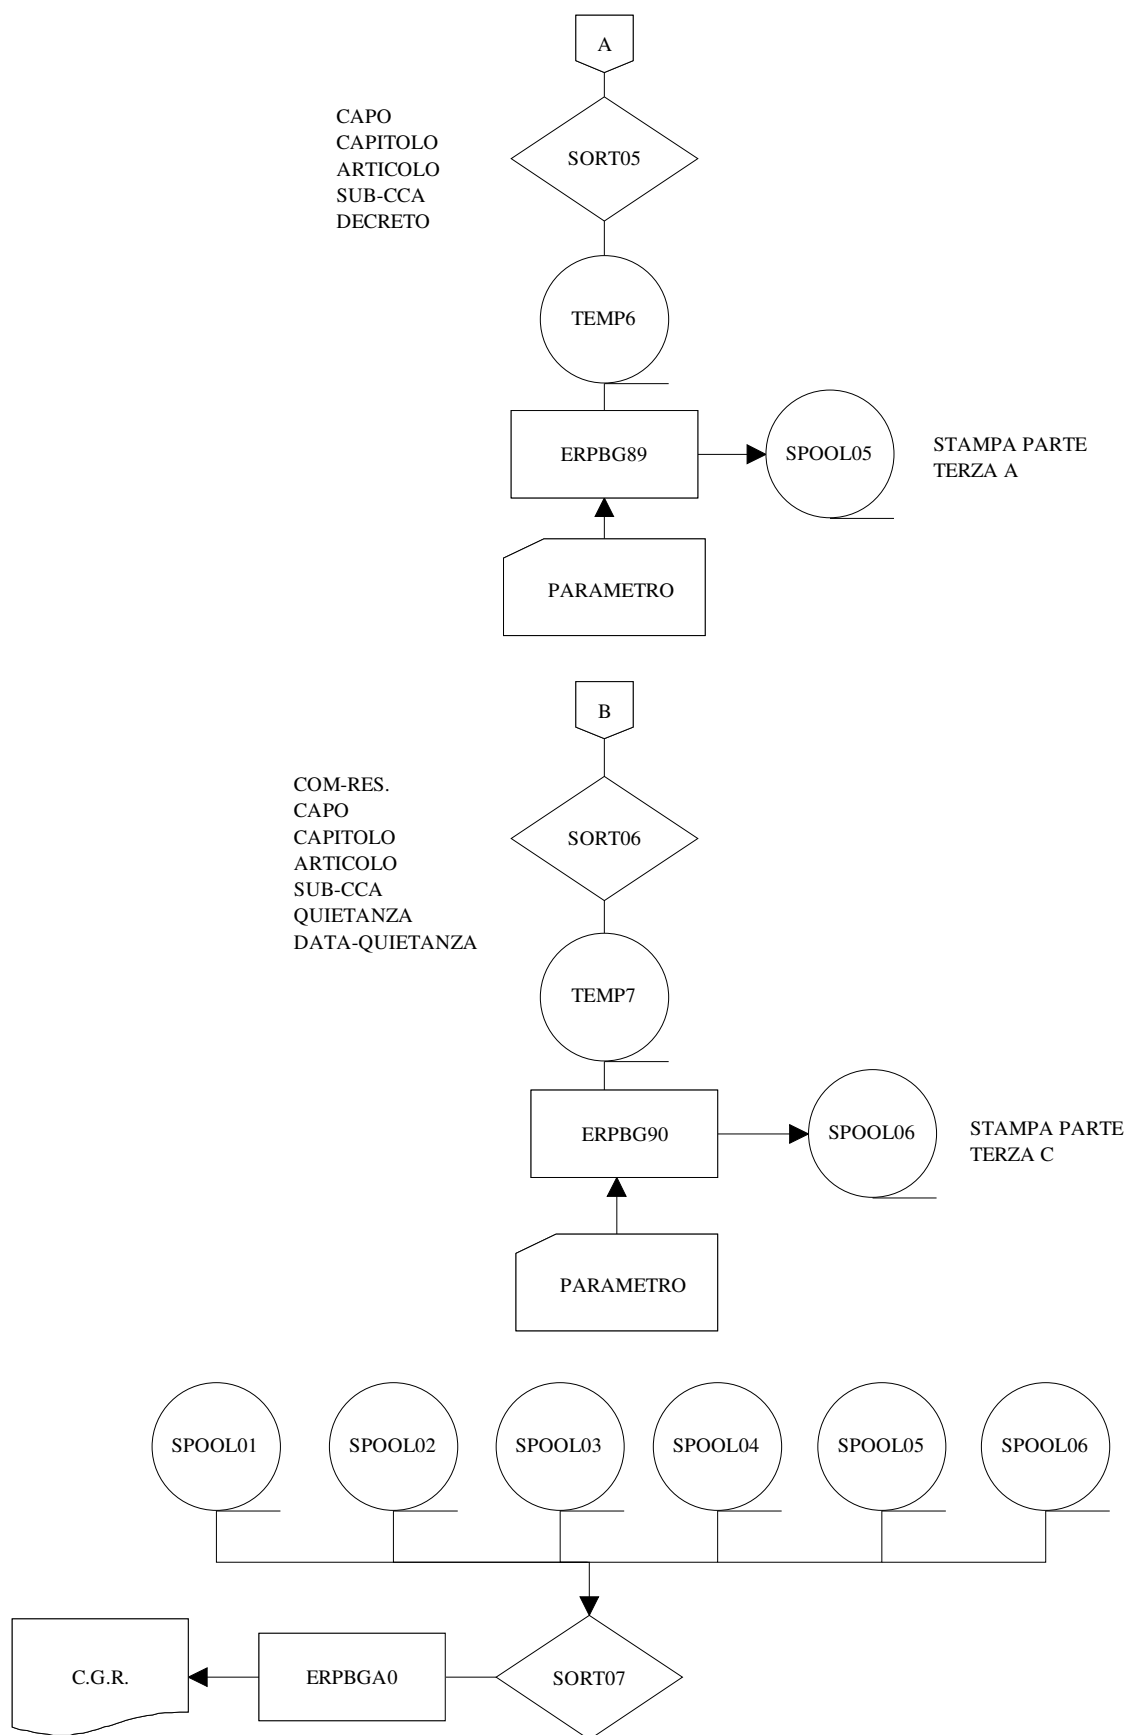 A
CAPO
CAPITOLO
ARTICOLO
SUB-CCA
DECRETO
SORT05
TEMP6
ERPBG89
SPOOL05
STAMPA PARTE
TERZA A
PARAMETRO
B
COM-RES.
CAPO
CAPITOLO
ARTICOLO
SUB-CCA
QUIETANZA
DATA-QUIETANZA
SORT06
TEMP7
ERPBG90
SPOOL06
STAMPA PARTE
TERZA C
PARAMETRO
SPOOL01
SPOOL02
SPOOL03
SPOOL04
SPOOL05
SPOOL06
C.G.R.
ERPBGA0
SORT07